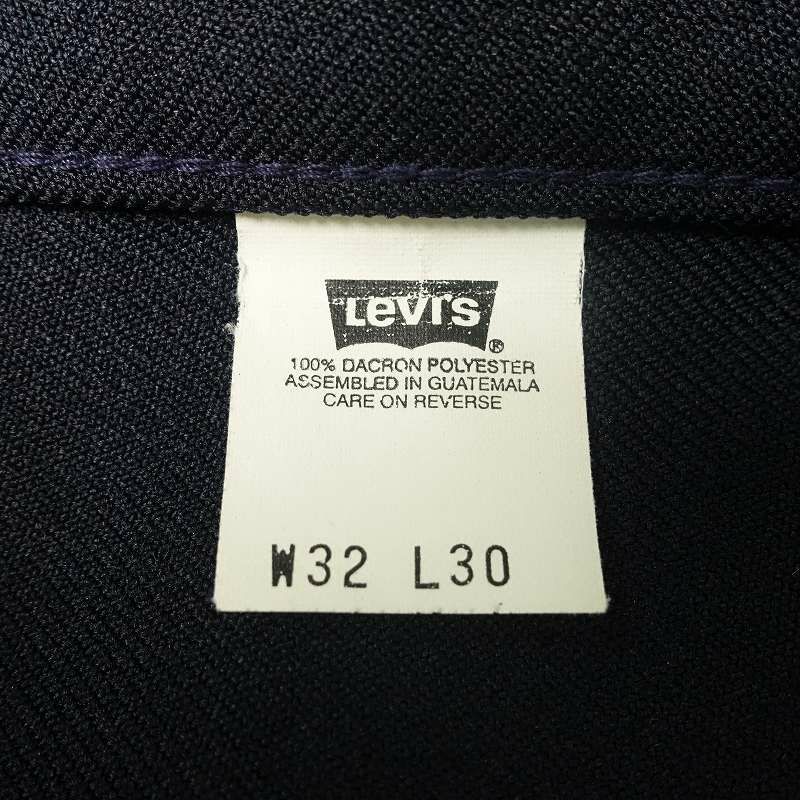 Levi's
®
100% DACRON POLYESTER
ASSEMBLED IN GUATEMALA
CARE ON REVERSE
W32 L30